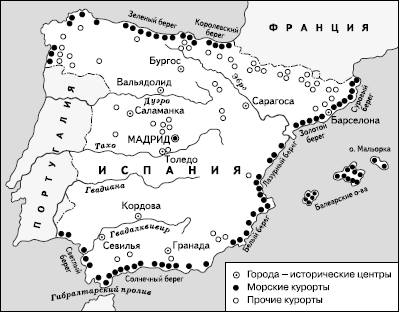 Зеленый берег
Королевский берег
ФРАНЦИЯ
Бургос
Эбро
Вальядолид
Дуэро
Саламанка
Сарагоса
Суровый берег
Барселона
Золотой берег
МАДРИД
Тахо
Толедо
о. Мальорка
ПОРТУГАЛИЯ
ИСПАНИЯ
Лазурный берег
Гвадиана
Балеарские о-ва
Кордова
Гвадалквивир
Белый берег
Светлый берег
Севилья
Гранада
Солнечный берег
Гибралтарский пролив
Города – исторические центры
Морские курорты
Прочие курорты